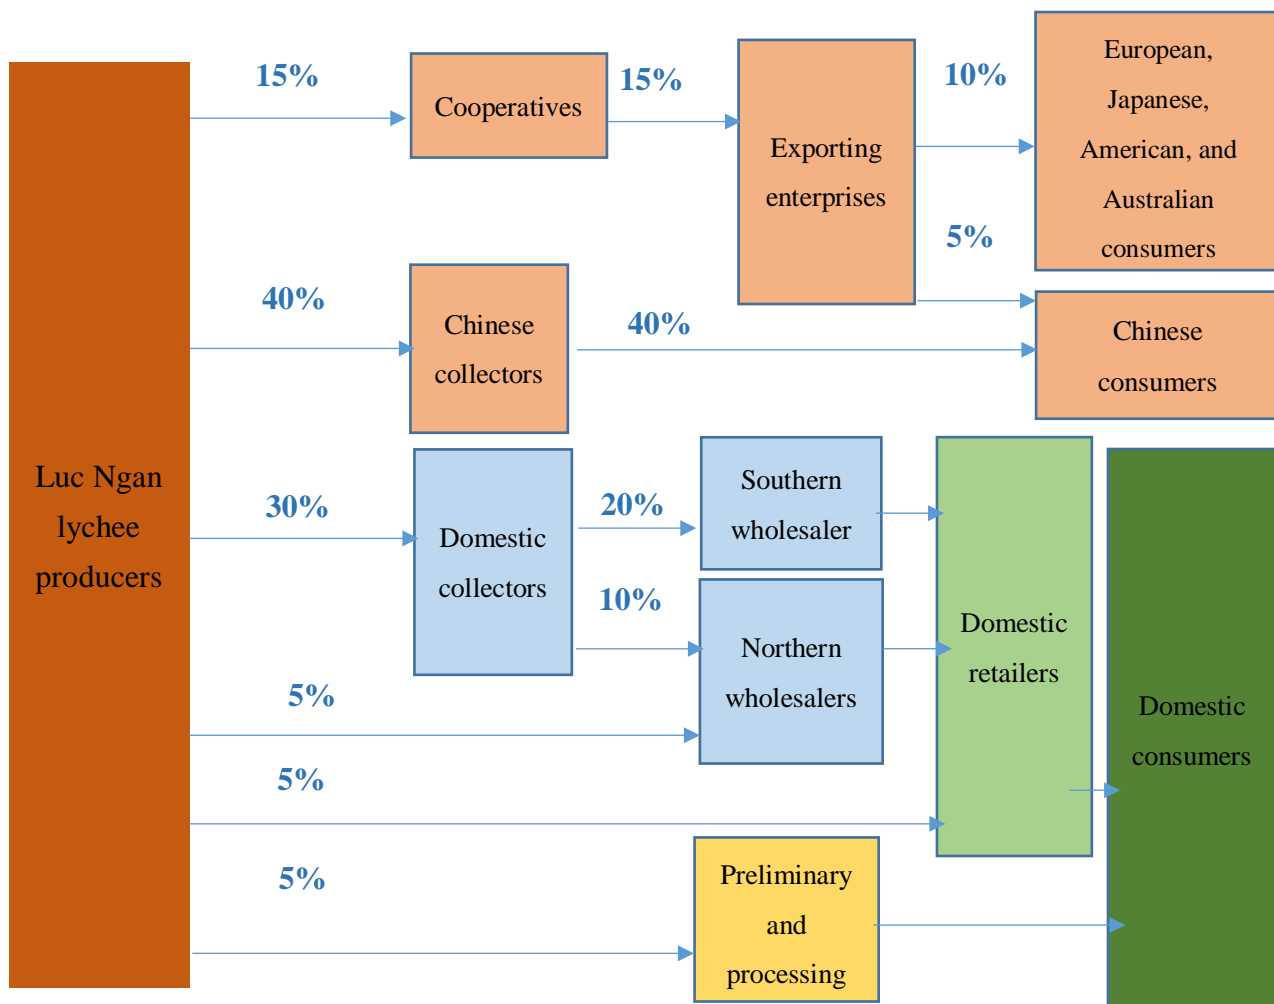 Luc Ngan
lychee
producers
15%
Cooperatives
15%
Exporting
enterprises
10%
European,
Japanese,
American, and
Australian
consumers
5%
40%
Chinese
collectors
40%
Chinese
consumers
30%
Domestic
collectors
20%
Southern
wholesaler
10%
Northern
wholesalers
Domestic
retailers
Domestic
consumers
5%
5%
5%
Preliminary
and
processing